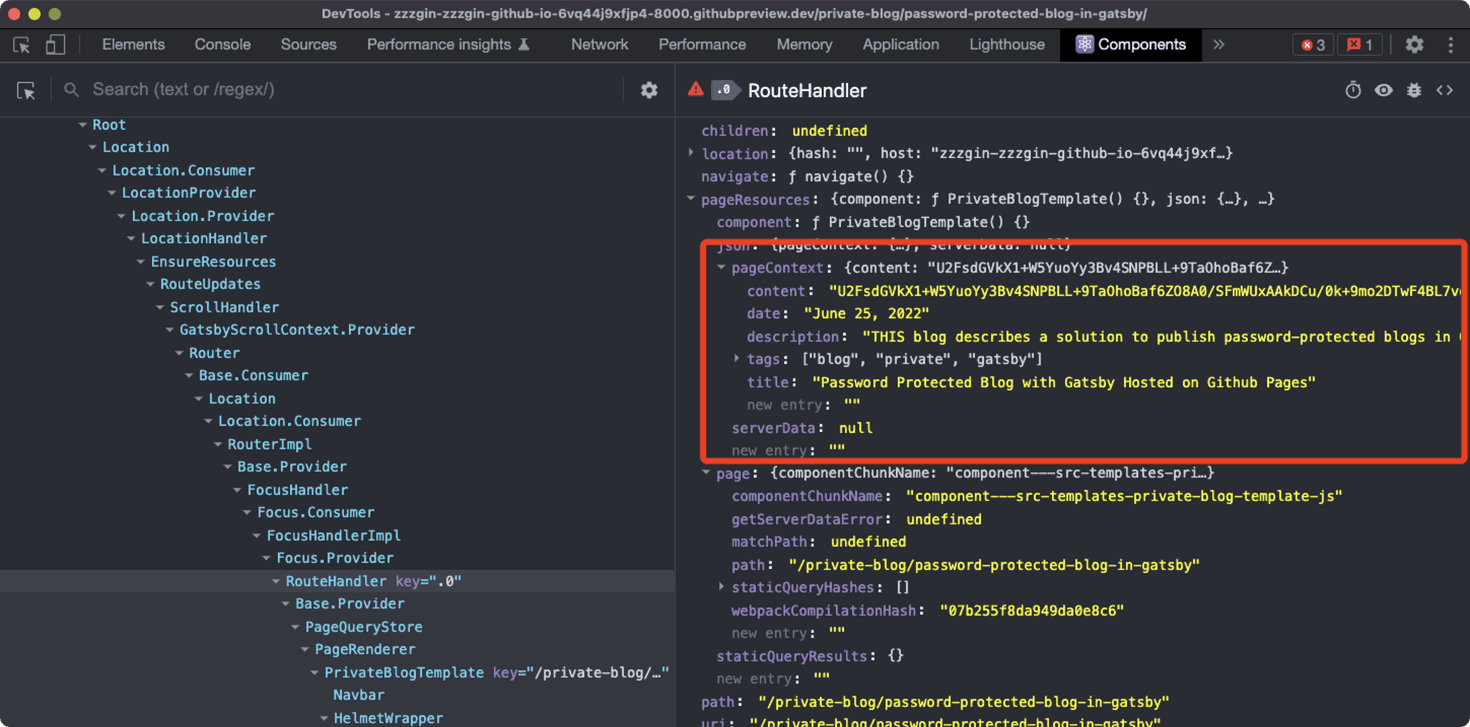 DevTools - zzzgin-zzzgin-github-io-6vq44j9xfjp4-8000.githubpreview.dev/private-blog/password-protected-blog-in-gatsby/
Elements Console Sources Performance insights Network Performance Memory Application Lighthouse Components » 3 1
Search (text or /regex/)
.0 RouteHandler
Root
Location
Location.Consumer
LocationProvider
Location.Provider
LocationHandler
EnsureResources
RouteUpdates
ScrollHandler
GatsbyScrollContext.Provider
Router
Base.Consumer
Location
Location.Consumer
RouterImpl
Base.Provider
FocusHandler
Focus.Consumer
FocusHandlerImpl
Focus.Provider
RouteHandler key=".0"
Base.Provider
PageQueryStore
PageRenderer
PrivateBlogTemplate key="/private-blog/…"
Navbar
HelmetWrapper
children: undefined
location: {hash: "", host: "zzzgin-zzzgin-github-io-6vq44j9xf…}
navigate: ƒ navigate() {}
pageResources: {component: ƒ PrivateBlogTemplate() {}, json: {…}, …}
component: ƒ PrivateBlogTemplate() {}
json: {pageContext: {…}, serverData: null}
pageContext: {content: "U2FsdGVkX1+W5YuoYy3Bv4SNPBLL+9TaOhoBaf6Z…}
content: "U2FsdGVkX1+W5YuoYy3Bv4SNPBLL+9TaOhoBaf6ZO8A0/SFmWUxAAkDCu/0k+9mo2DTwF4BL7v
date: "June 25, 2022"
description: "THIS blog describes a solution to publish password-protected blogs in
tags: ["blog", "private", "gatsby"]
title: "Password Protected Blog with Gatsby Hosted on Github Pages"
new entry: ""
serverData: null
new entry: ""
page: {componentChunkName: "component---src-templates-pri…}
componentChunkName: "component---src-templates-private-blog-template-js"
getServerDataError: undefined
matchPath: undefined
path: "/private-blog/password-protected-blog-in-gatsby"
staticQueryHashes: []
webpackCompilationHash: "07b255f8da949da0e8c6"
new entry: ""
staticQueryResults: {}
new entry: ""
path: "/private-blog/password-protected-blog-in-gatsby"
uri: "/private-blog/password-protected-blog-in-gatsby"